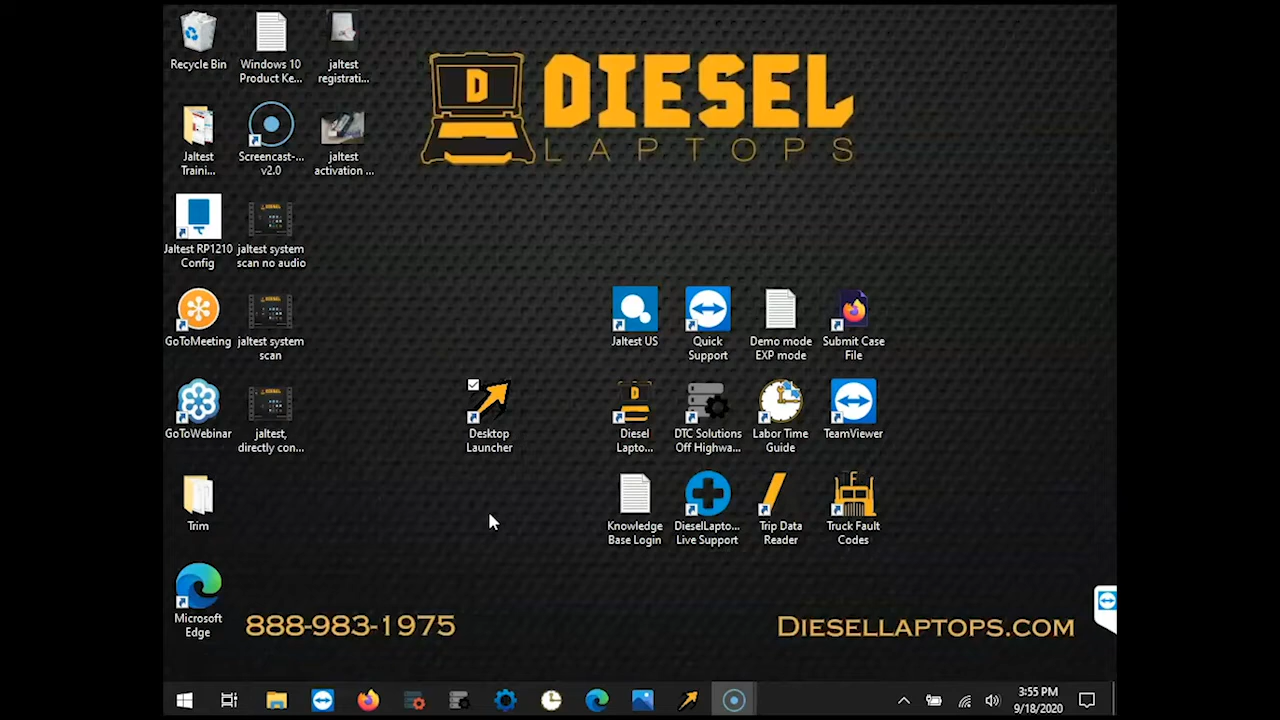 DIESEL
LAPTOPS
Recycle Bin
Windows 10
Product Ke...
jaltest
registrati...
Jaltest
Traini...
Screencast-...
v2.0
jaltest
activation ...
Jaltest RP1210
Config
jaltest system
scan no audio
GoToMeeting
jaltest system
scan
Jaltest US
Quick
Support
Demo mode
EXP mode
Submit Case
File
GoToWebinar
jaltest,
directly con...
Desktop
Launcher
Diesel
Lapto...
DTC Solutions
Off Highwa...
Labor Time
Guide
TeamViewer
Trim
Knowledge
Base Login
DieselLapto...
Live Support
Trip Data
Reader
Truck Fault
Codes
Microsoft
Edge
888-983-1975
DIESELLAPTOPS.COM
3:55 PM
9/18/2020